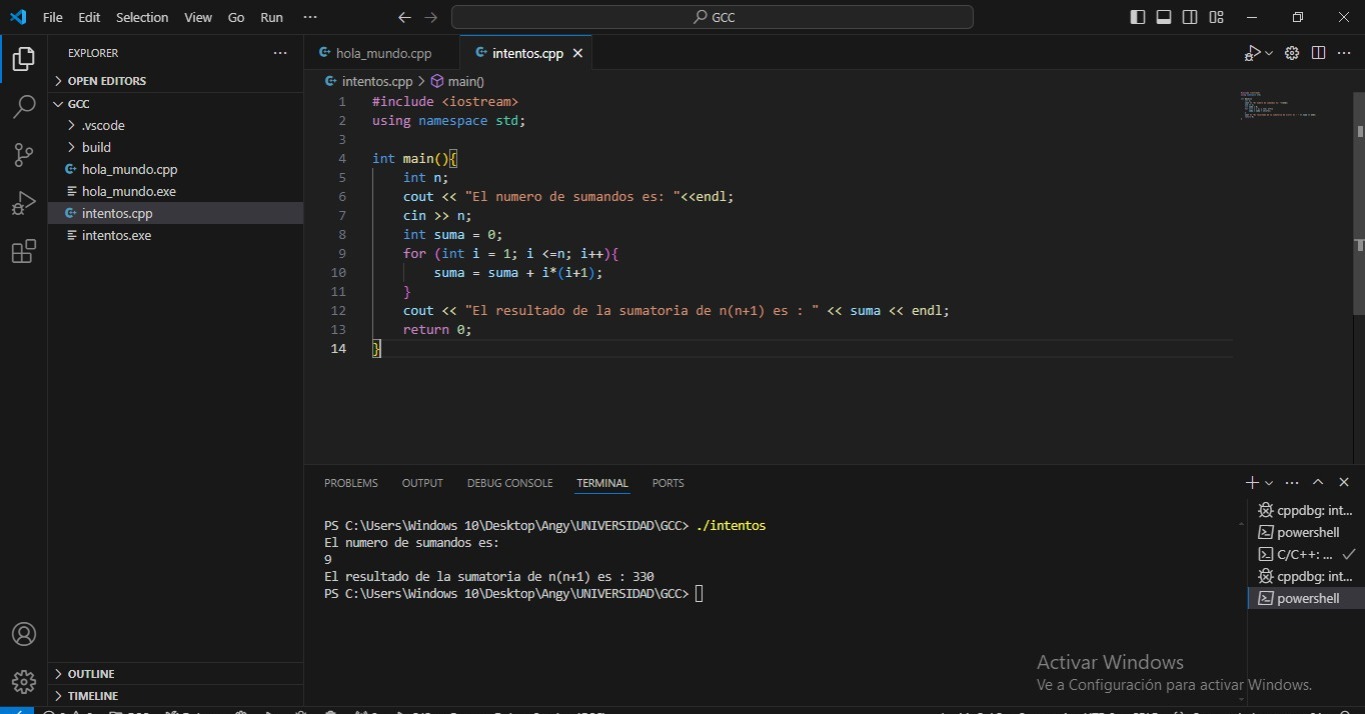 File Edit Selection View Go Run ··· GCC
EXPLORER ···
OPEN EDITORS
GCC
.vscode
build
hola_mundo.cpp
hola_mundo.exe
intentos.cpp
intentos.exe
OUTLINE
TIMELINE
hola_mundo.cpp intentos.cpp
intentos.cpp > main()
1 #include <iostream>
2 using namespace std;
3
4 int main(){
5 int n;
6 cout << "El numero de sumandos es: "<<endl;
7 cin >> n;
8 int suma = 0;
9 for (int i = 1; i <=n; i++){
10 suma = suma + i*(i+1);
11 }
12 cout << "El resultado de la sumatoria de n(n+1) es : " << suma << endl;
13 return 0;
14 }
PROBLEMS OUTPUT DEBUG CONSOLE TERMINAL PORTS
PS C:\Users\Windows 10\Desktop\Angy\UNIVERSIDAD\GCC> ./intentos
El numero de sumandos es:
9
El resultado de la sumatoria de n(n+1) es : 330
PS C:\Users\Windows 10\Desktop\Angy\UNIVERSIDAD\GCC>
cppdbg: int...
powershell
C/C++: ...
cppdbg: int...
powershell
Activar Windows
Ve a Configuración para activar Windows.